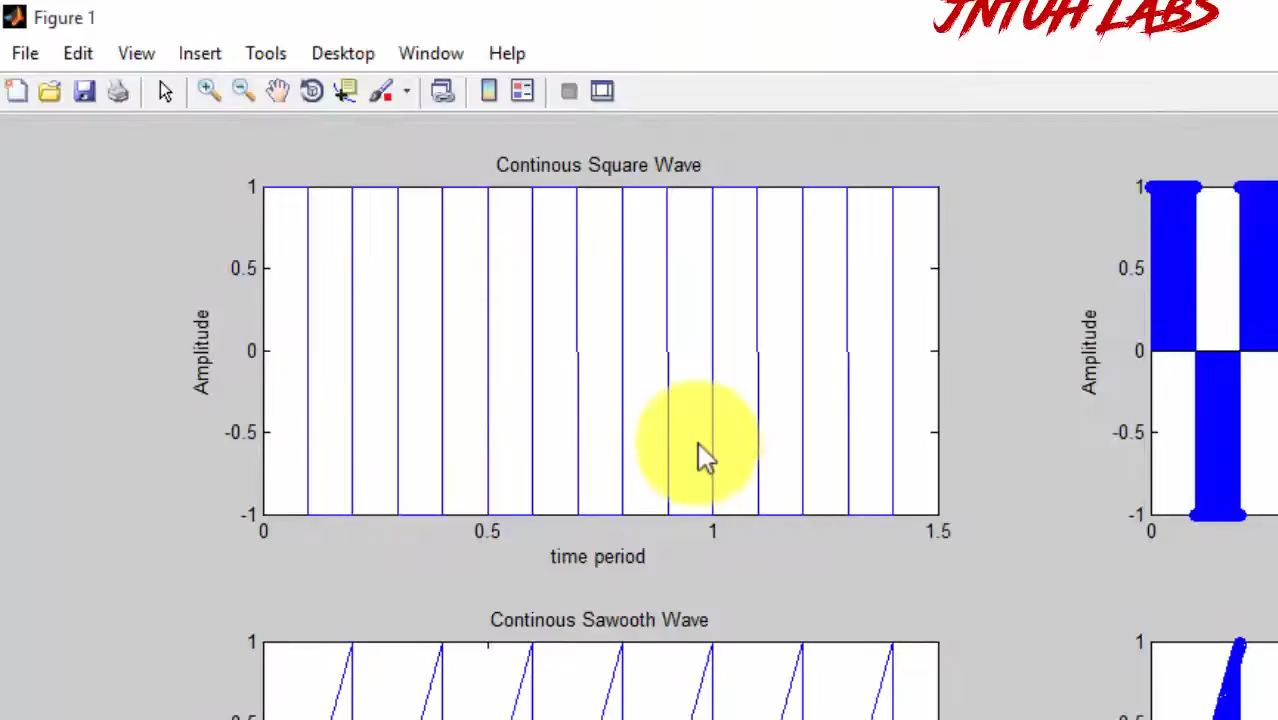 JNTUH LABS
Figure 1
File Edit View Insert Tools Desktop Window Help
Continous Square Wave
1
0.5
0
-0.5
-1
Amplitude
0 0.5 1 1.5
time period
1
0.5
0
-0.5
-1
Amplitude
0
Continous Sawooth Wave
1
1